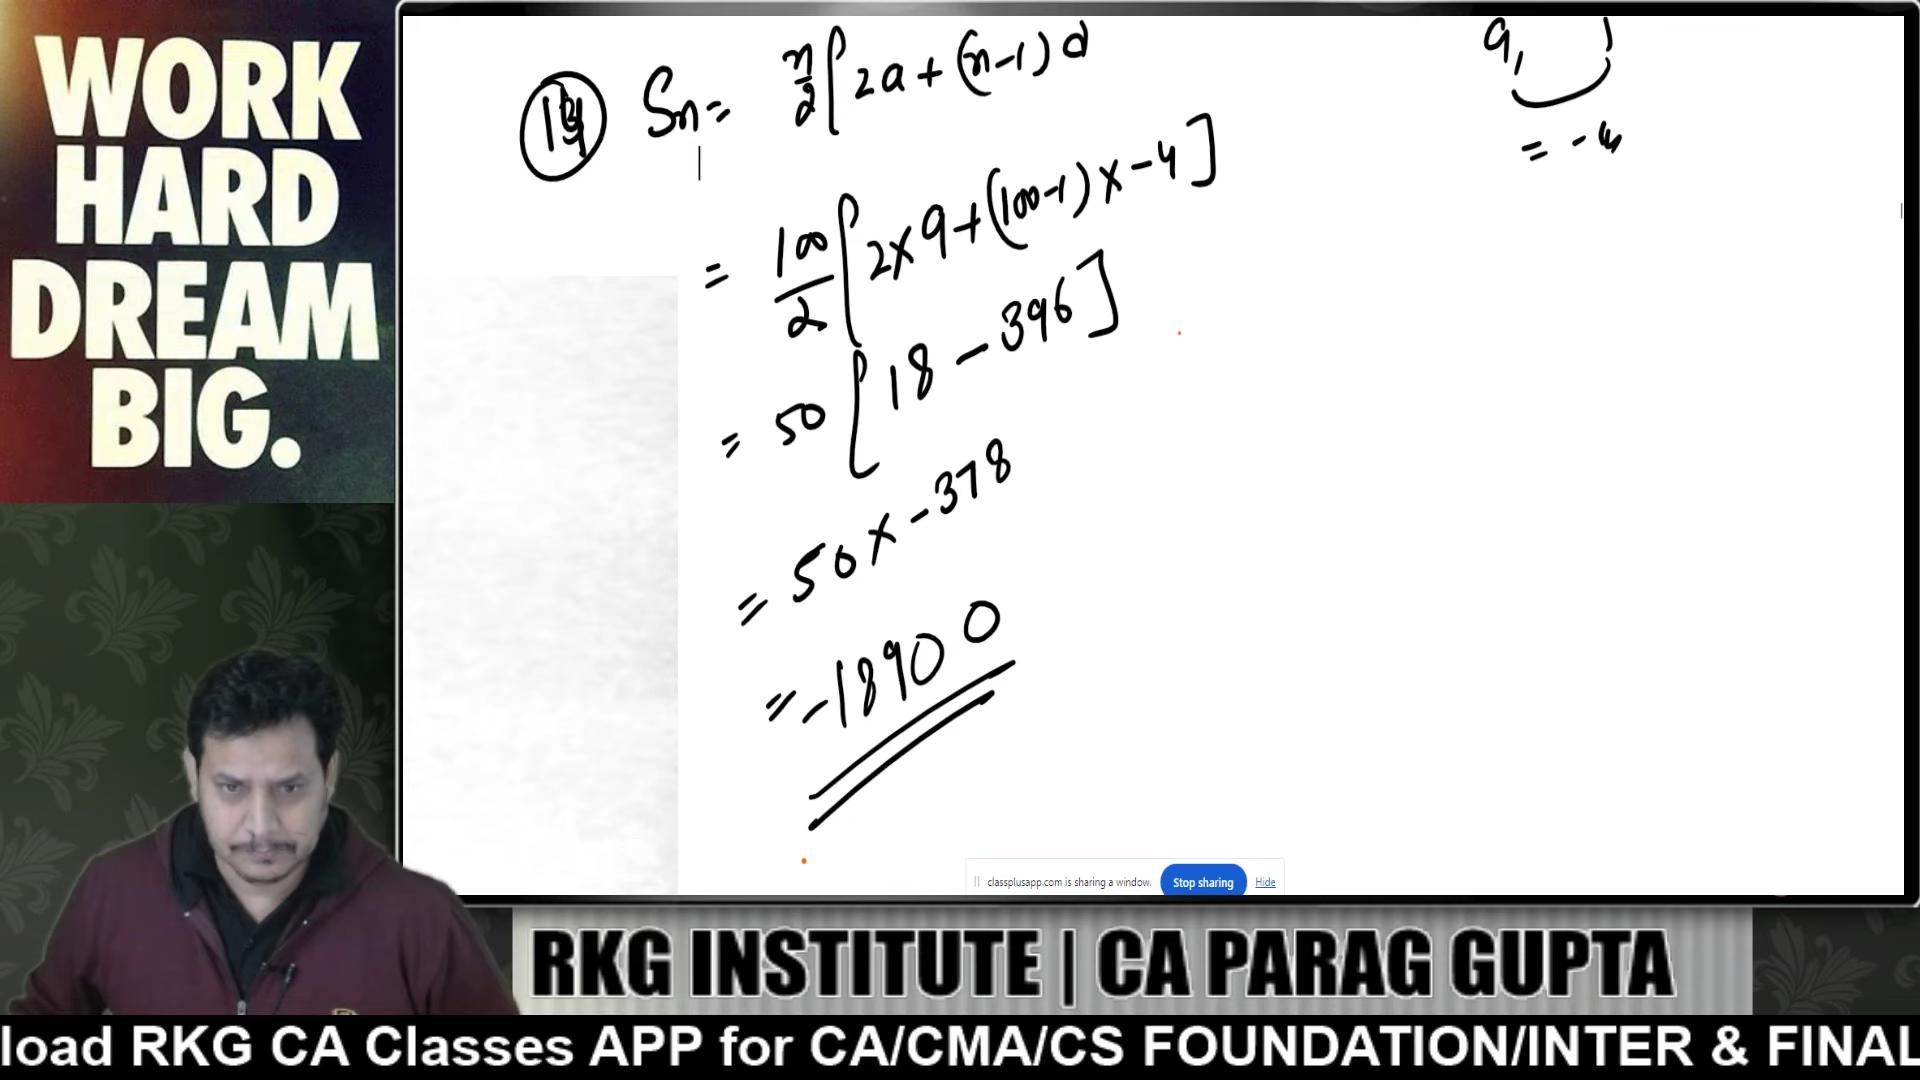 WORK
HARD
DREAM
BIG.
14 Sn = n/2 [2a + (n-1) d
= 100/2 [2x9 + (100-1) x -4]
= 50 [18 - 396]
= 50 x -378
= -18900
9, 
= -4
classplusapp.com is sharing a window. Stop sharing Hide
RKG INSTITUTE | CA PARAG GUPTA
load RKG CA Classes APP for CA/CMA/CS FOUNDATION/INTER & FINAL